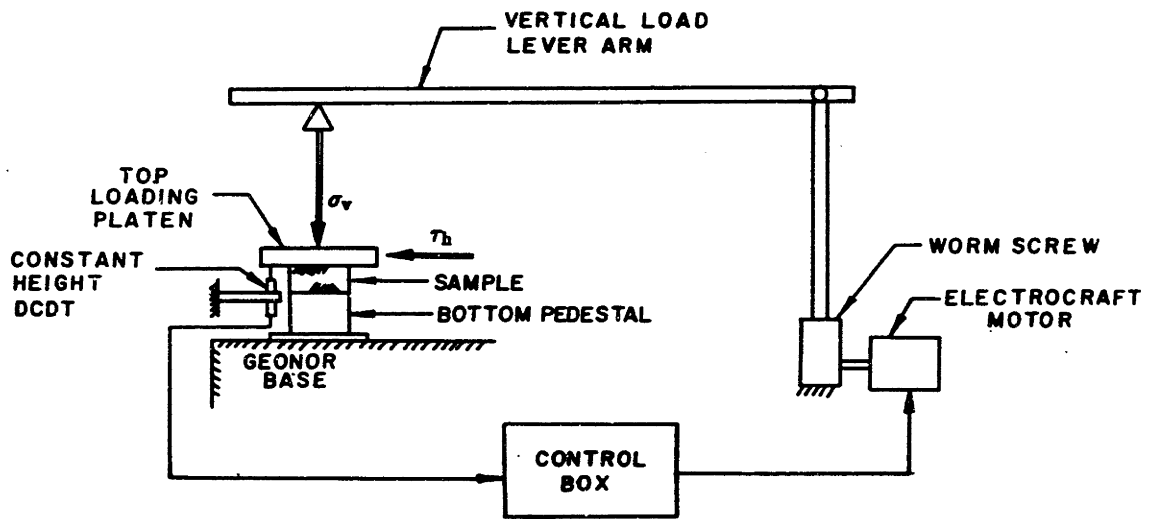 VERTICAL LOAD
LEVER ARM
TOP
LOADING
PLATEN
σv
τh
CONSTANT
HEIGHT
DCDT
SAMPLE
BOTTOM PEDESTAL
WORM SCREW
ELECTROCRAFT
MOTOR
GEONOR
BASE
CONTROL
BOX